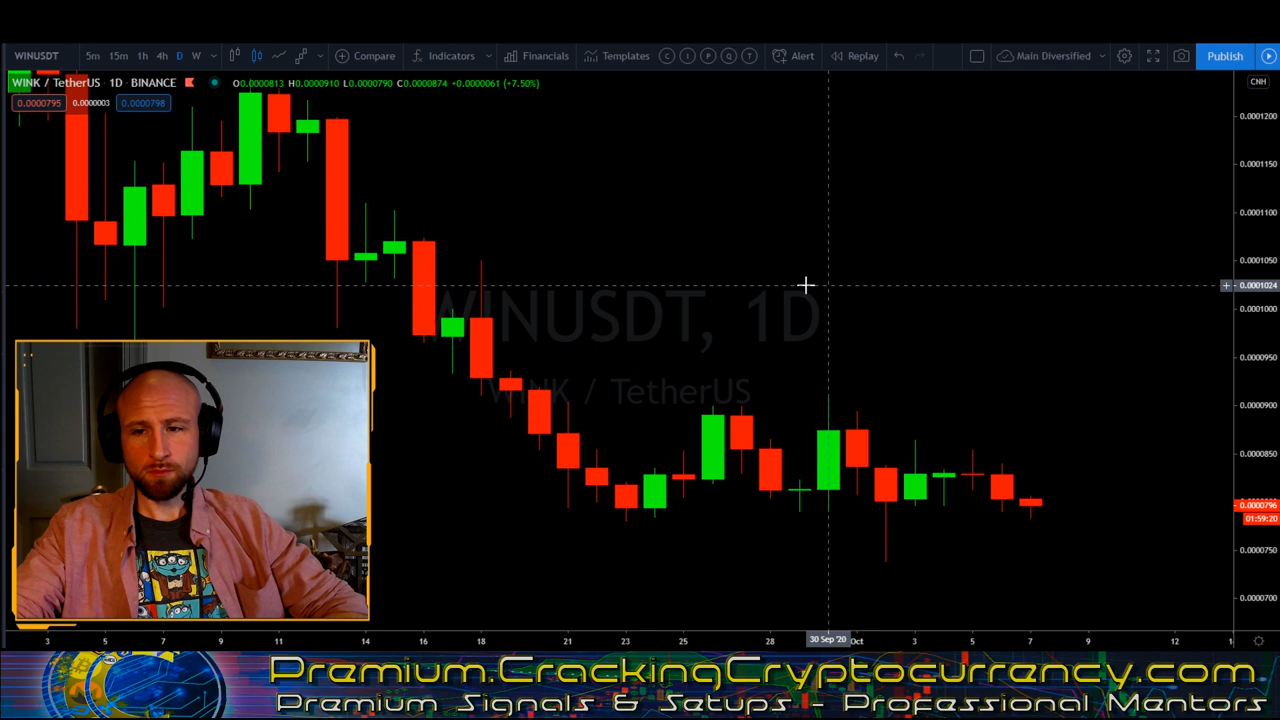 WINUSDT 5m 15m 1h 4h D W Compare Indicators Financials Templates C I P Q T Alert Replay Main Diversified Publish
WINK / TetherUS · 1D · BINANCE O0.0000813 H0.0000910 L0.0000790 C0.0000874 +0.0000061 (+7.50%) CNH
0.0000795 0.0000003 0.0000798
0.0001200
0.0001150
0.0001100
0.0001050
0.0001024
0.0001000
WINUSDT, 1D
0.0000950
WINK / TetherUS
0.0000900
0.0000850
0.0000796
01:59:20
0.0000750
0.0000700
3 5 7 9 11 14 16 18 21 23 25 28 30 Sep '20 Oct 3 5 7 9 12
Premium.CrackingCryptocurrency.com
Premium Signals & Setups - Professional Mentors